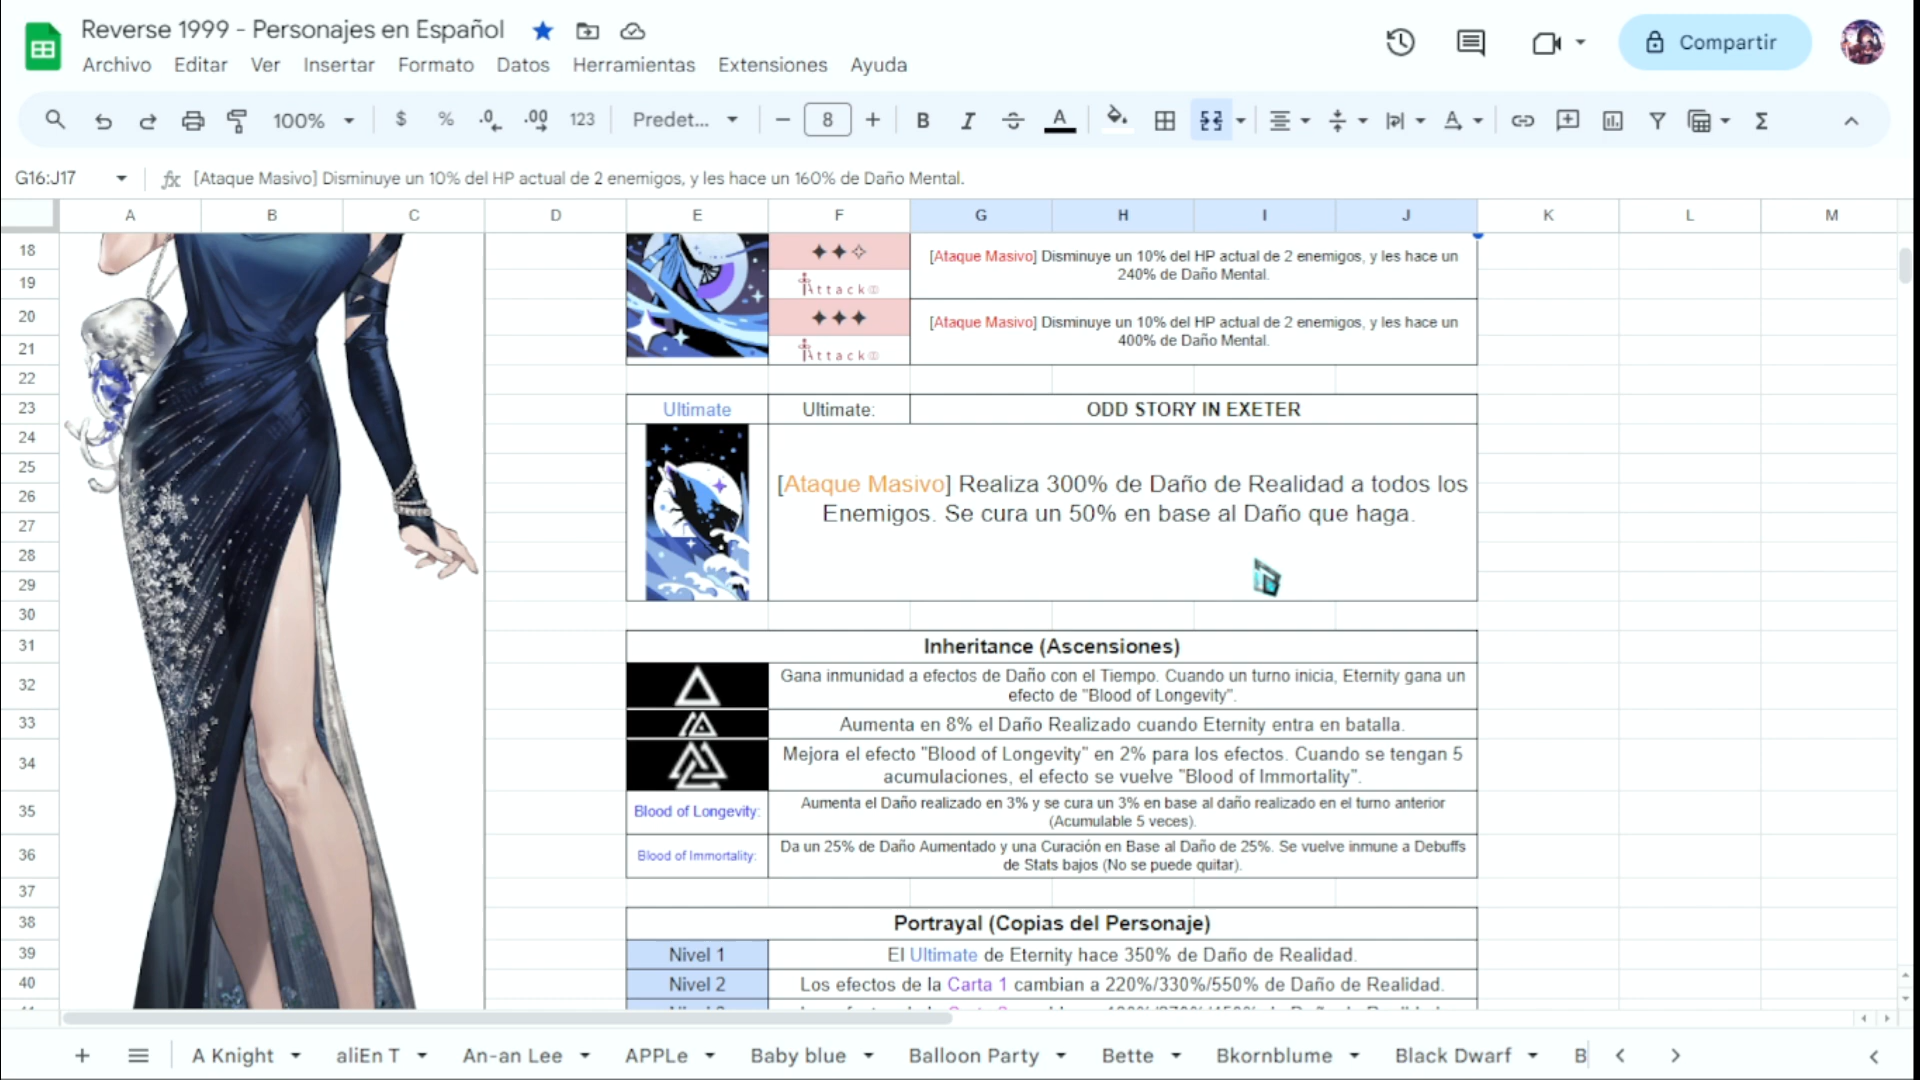 Reverse 1999 - Personajes en Español
Compartir
Archivo Editar Ver Insertar Formato Datos Herramientas Extensiones Ayuda
100% $ % .0 .00 123 Predet... − 8 + B I A Σ
G16:J17 fx [Ataque Masivo] Disminuye un 10% del HP actual de 2 enemigos, y les hace un 160% de Daño Mental.
A B C D E F G H I J K L M
18
19
20
21
22
23
24
25
26
27
28
29
30
31
32
33
34
35
36
37
38
39
40
[Ataque Masivo] Disminuye un 10% del HP actual de 2 enemigos, y les hace un
240% de Daño Mental.
Attack
[Ataque Masivo] Disminuye un 10% del HP actual de 2 enemigos, y les hace un
400% de Daño Mental.
Attack
Ultimate Ultimate: ODD STORY IN EXETER
[Ataque Masivo] Realiza 300% de Daño de Realidad a todos los
Enemigos. Se cura un 50% en base al Daño que haga.
Inheritance (Ascensiones)
Gana inmunidad a efectos de Daño con el Tiempo. Cuando un turno inicia, Eternity gana un
efecto de "Blood of Longevity".
Aumenta en 8% el Daño Realizado cuando Eternity entra en batalla.
Mejora el efecto "Blood of Longevity" en 2% para los efectos. Cuando se tengan 5
acumulaciones, el efecto se vuelve "Blood of Immortality".
Blood of Longevity: Aumenta el Daño realizado en 3% y se cura un 3% en base al daño realizado en el turno anterior
(Acumulable 5 veces).
Blood of Immortality: Da un 25% de Daño Aumentado y una Curación en Base al Daño de 25%. Se vuelve inmune a Debuffs
de Stats bajos (No se puede quitar).
Portrayal (Copias del Personaje)
Nivel 1 El Ultimate de Eternity hace 350% de Daño de Realidad.
Nivel 2 Los efectos de la Carta 1 cambian a 220%/330%/550% de Daño de Realidad.
A Knight aliEn T An-an Lee APPLe Baby blue Balloon Party Bette Bkornblume Black Dwarf B